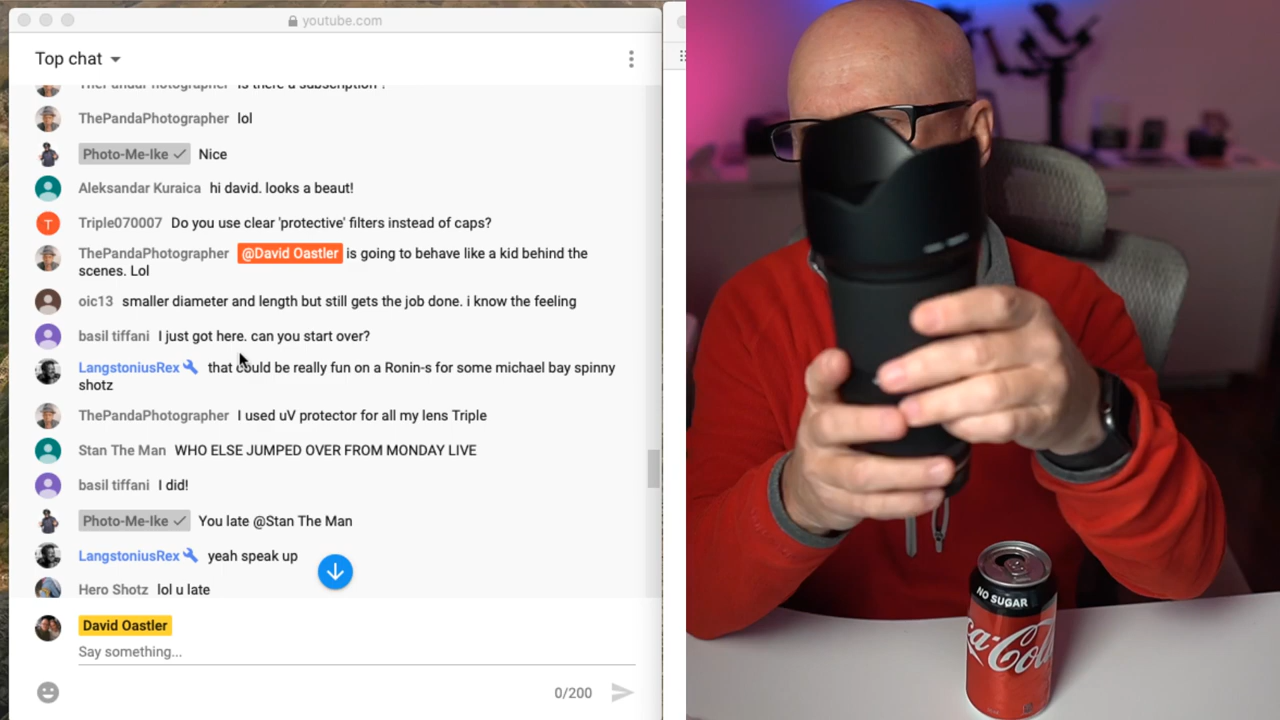 youtube.com
Top chat
ThePandaPhotographer Is there a subscription ?
ThePandaPhotographer lol
Photo-Me-Ike Nice
Aleksandar Kuraica hi david. looks a beaut!
T Triple070007 Do you use clear 'protective' filters instead of caps?
ThePandaPhotographer @David Oastler is going to behave like a kid behind the
scenes. Lol
oic13 smaller diameter and length but still gets the job done. i know the feeling
basil tiffani I just got here. can you start over?
LangstoniusRex that could be really fun on a Ronin-s for some michael bay spinny
shotz
ThePandaPhotographer I used uV protector for all my lens Triple
Stan The Man WHO ELSE JUMPED OVER FROM MONDAY LIVE
basil tiffani I did!
Photo-Me-Ike You late @Stan The Man
LangstoniusRex yeah speak up
Hero Shotz lol u late
David Oastler
Say something...
0/200
NO SUGAR
Ca-Cola